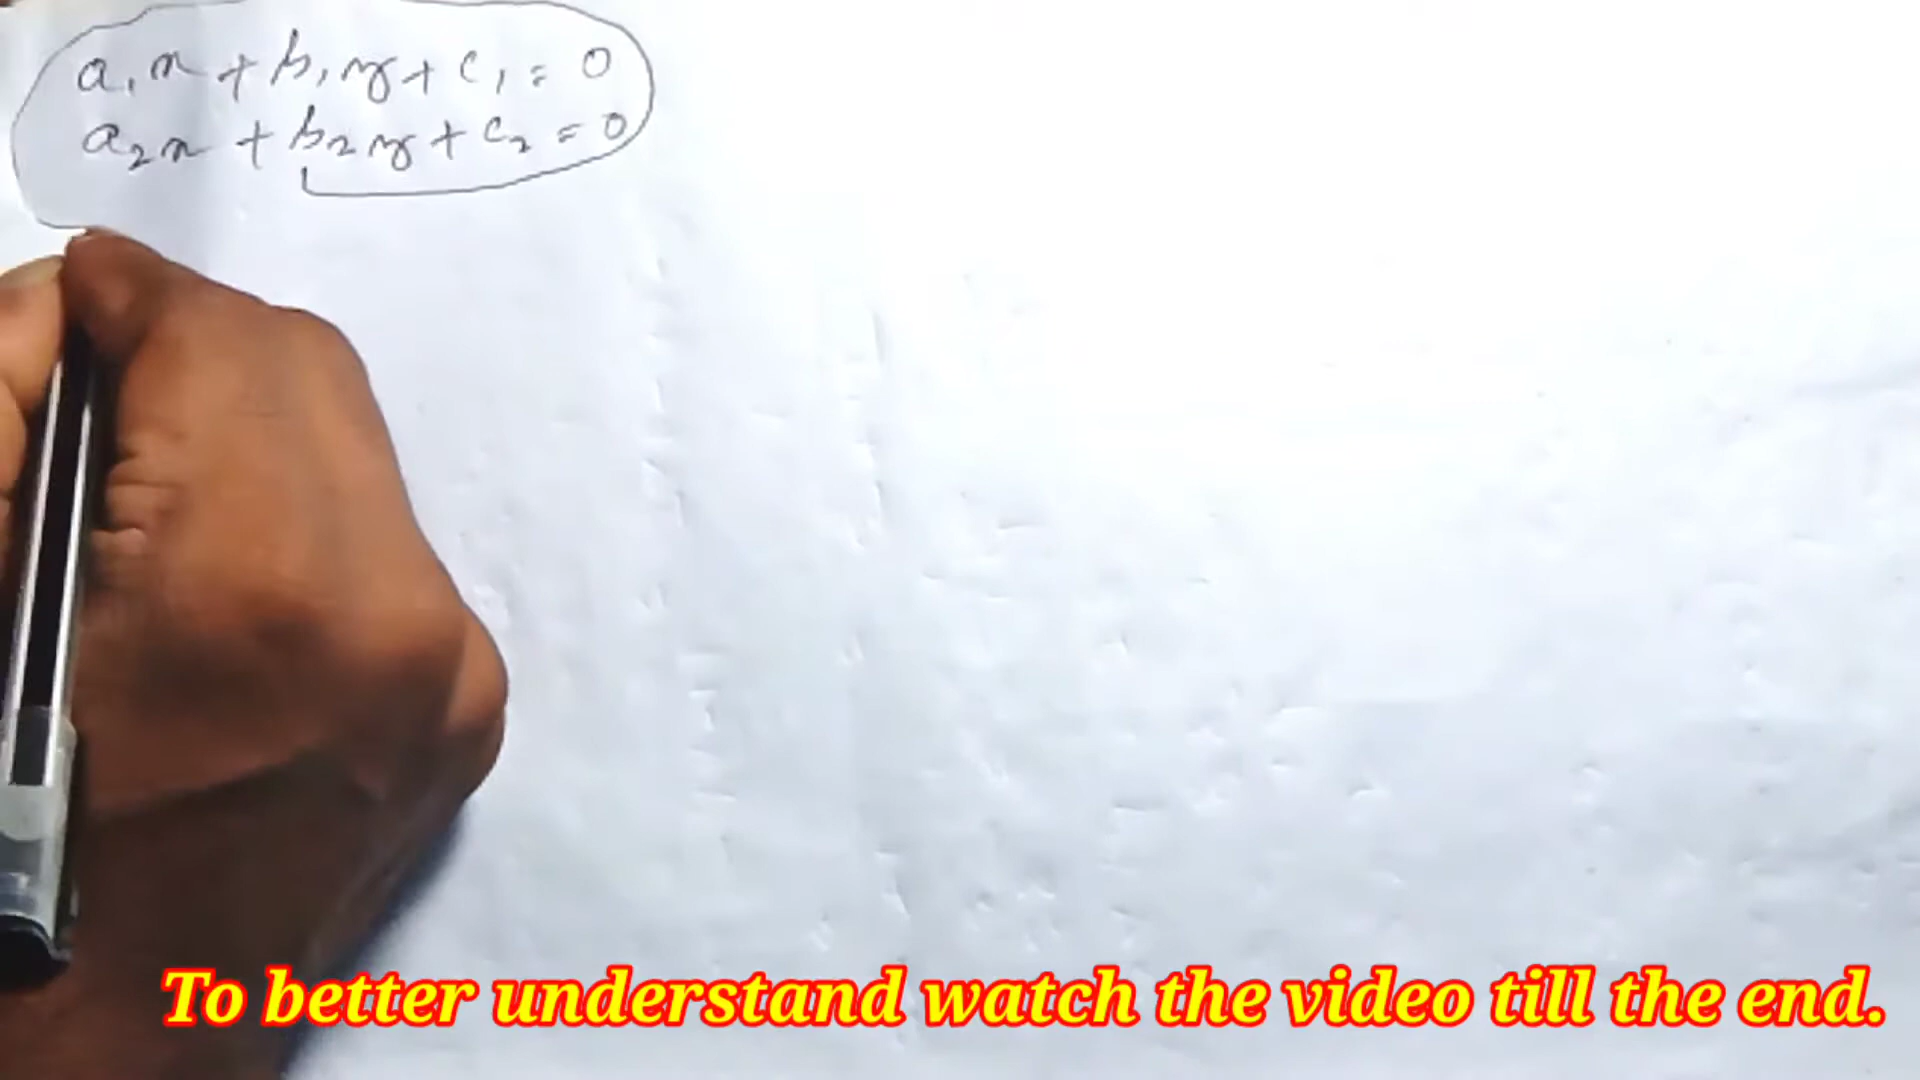 a₁x + b₁y + c₁ = 0
a₂x + b₂y + c₂ = 0
To better understand watch the video till the end.